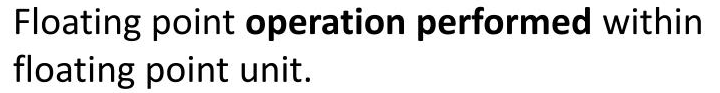 Floating point operation performed within
floating point unit.